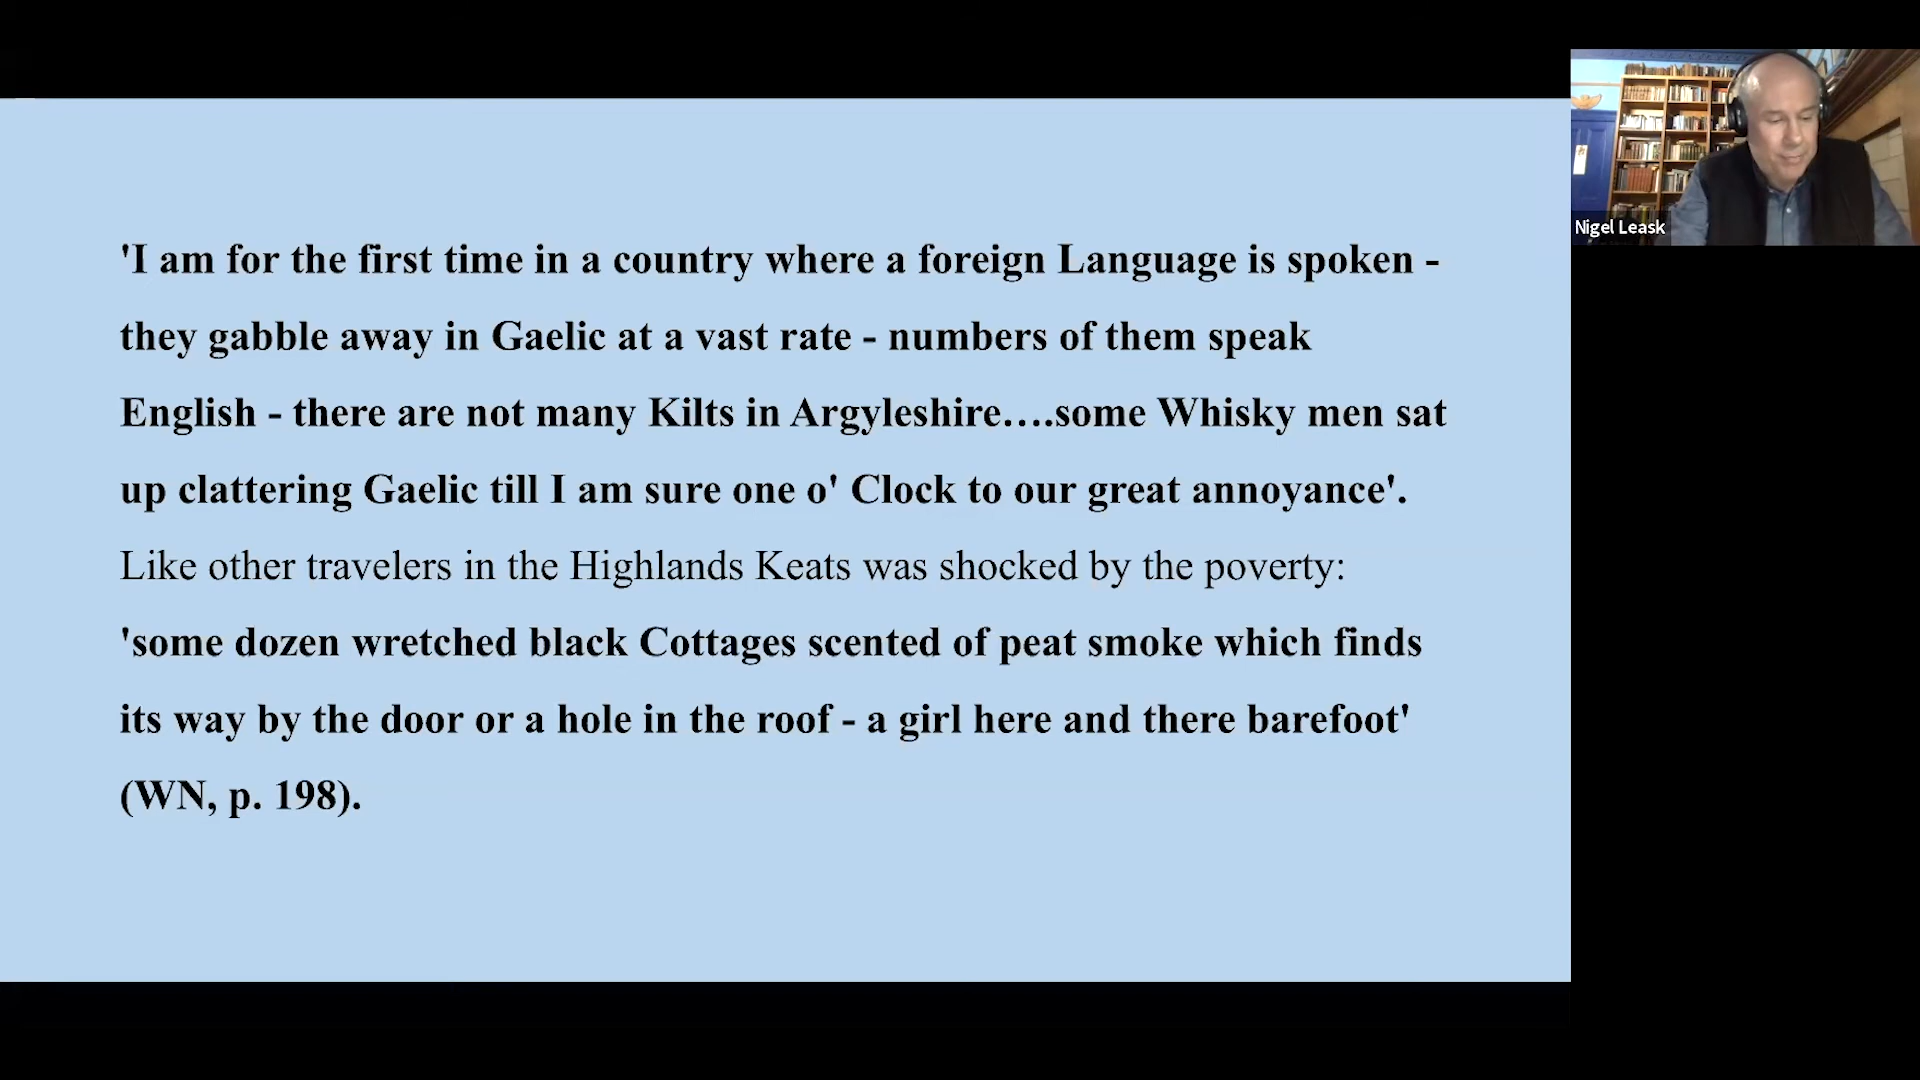 'I am for the first time in a country where a foreign Language is spoken -
they gabble away in Gaelic at a vast rate - numbers of them speak
English - there are not many Kilts in Argyleshire….some Whisky men sat
up clattering Gaelic till I am sure one o' Clock to our great annoyance'.
Like other travelers in the Highlands Keats was shocked by the poverty:
'some dozen wretched black Cottages scented of peat smoke which finds
its way by the door or a hole in the roof - a girl here and there barefoot'
(WN, p. 198).
Nigel Leask